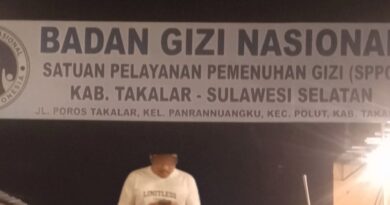 BADAN GIZI NASIONAL
SATUAN PELAYANAN PEMENUHAN GIZI (SPPG)
KAB. TAKALAR - SULAWESI SELATAN
JL. POROS TAKALAR, KEL. PANRANNUANGKU, KEC. POLUT, KAB. TAKA
LIMITLESS